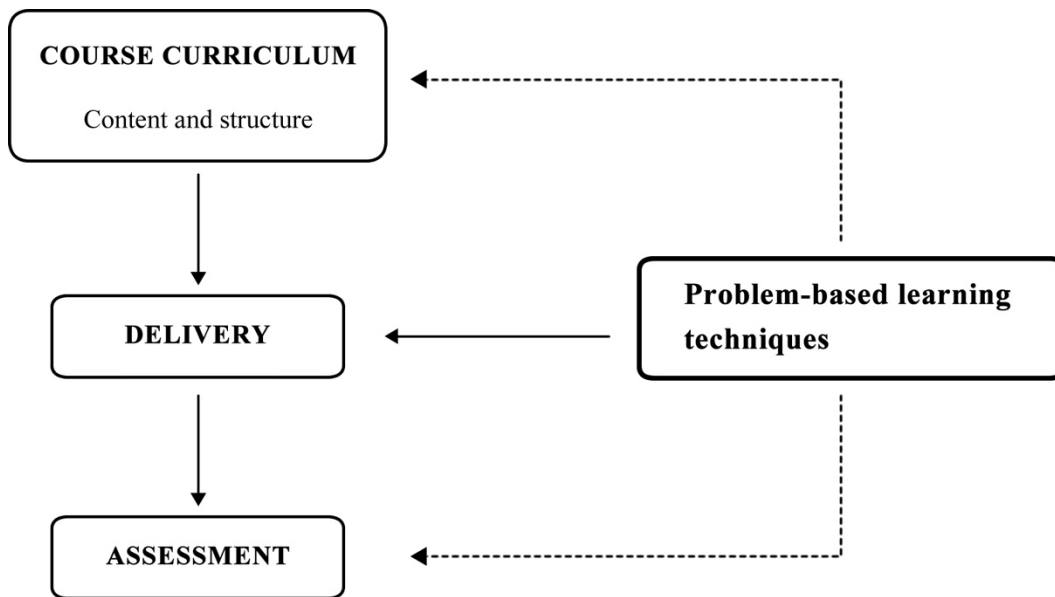 COURSE CURRICULUM
Content and structure
DELIVERY
Problem-based learning
techniques
ASSESSMENT